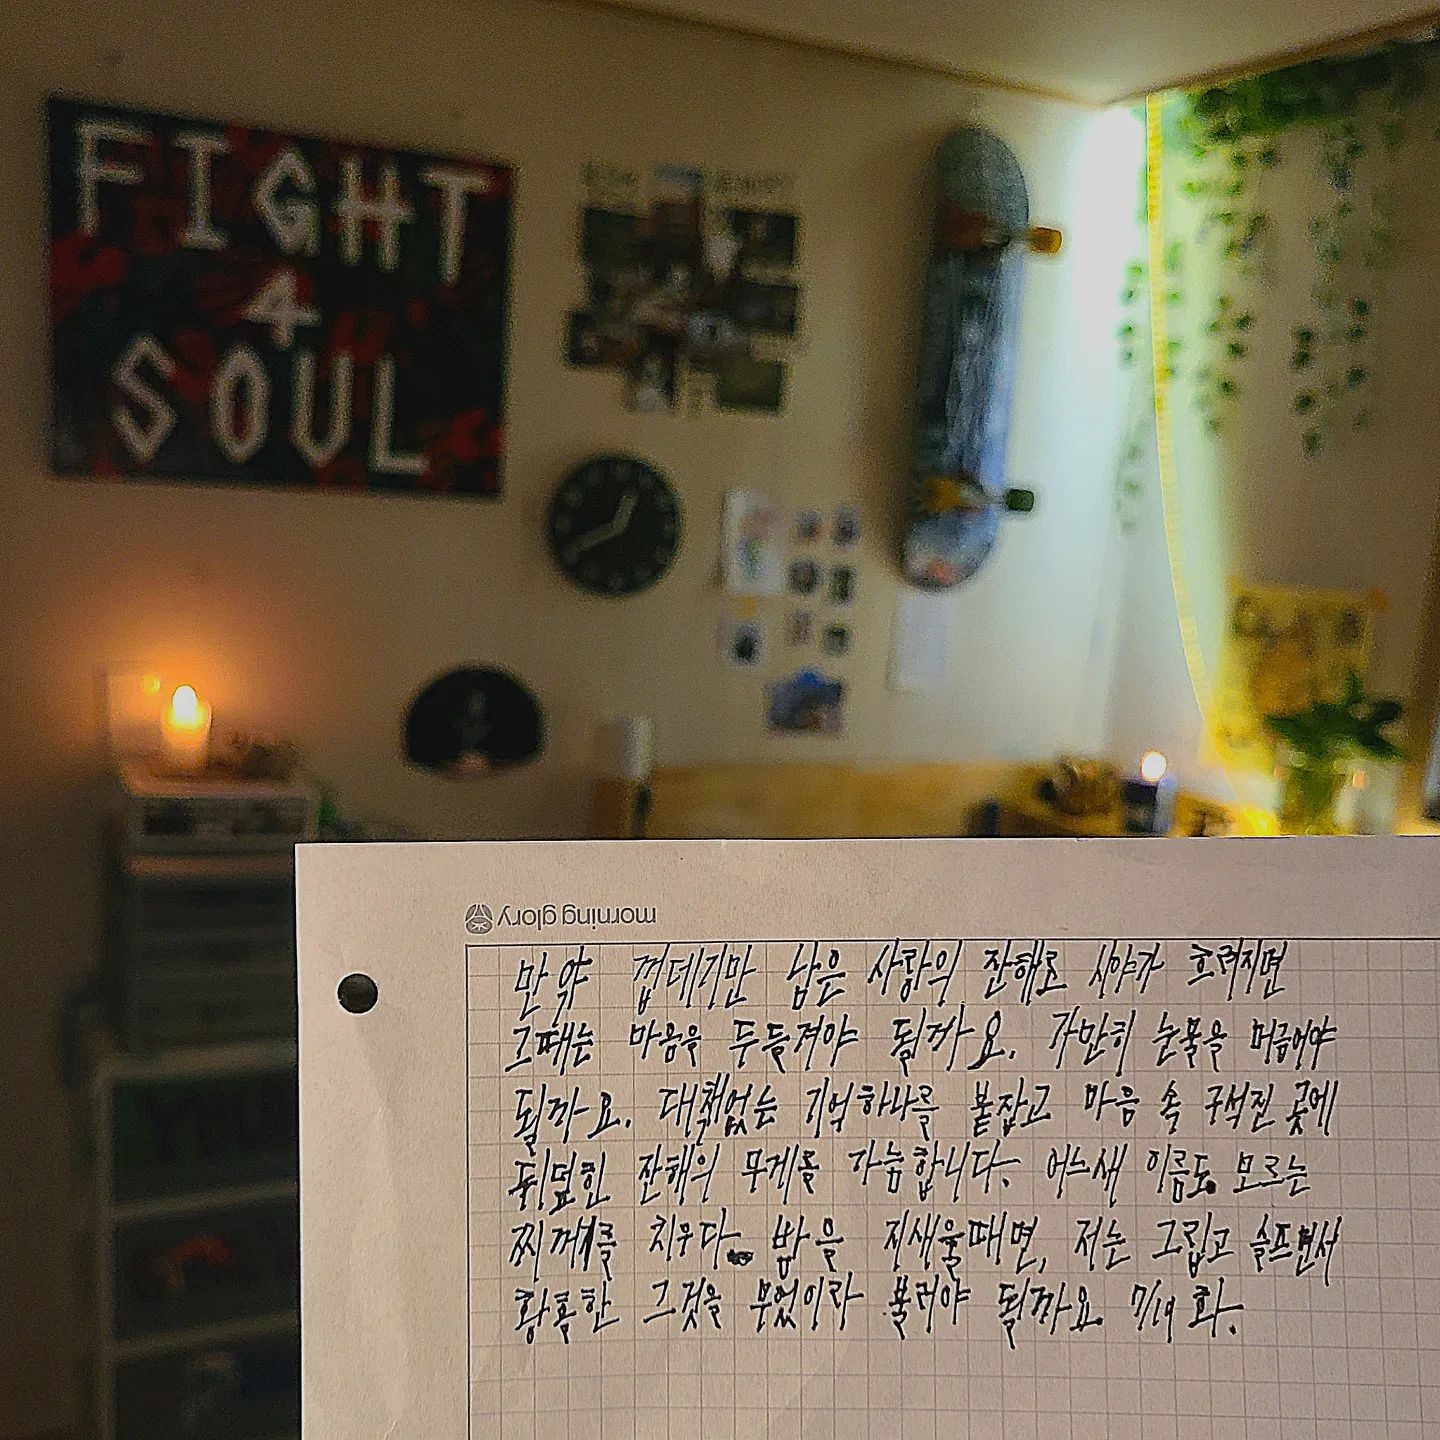 FIGHT
4
SOUL
morning glory
만약 껍데기만 남은 사랑의 잔해로 시야가 흐려지면
그때는 마음을 두들겨야 될까요. 가만히 눈물을 머금어야
될까요. 대책없는 기억하나를 붙잡고 마음 속 구석진 곳에
뒤덮힌 잔해의 무게를 가늠합니다. 어느새 이름도 모르는
찌꺼기를 치우다 밤을 지새울때면, 저는 그립고 슬프면서
황홀한 그것을 무엇이라 불러야 될까요 7/19 화.